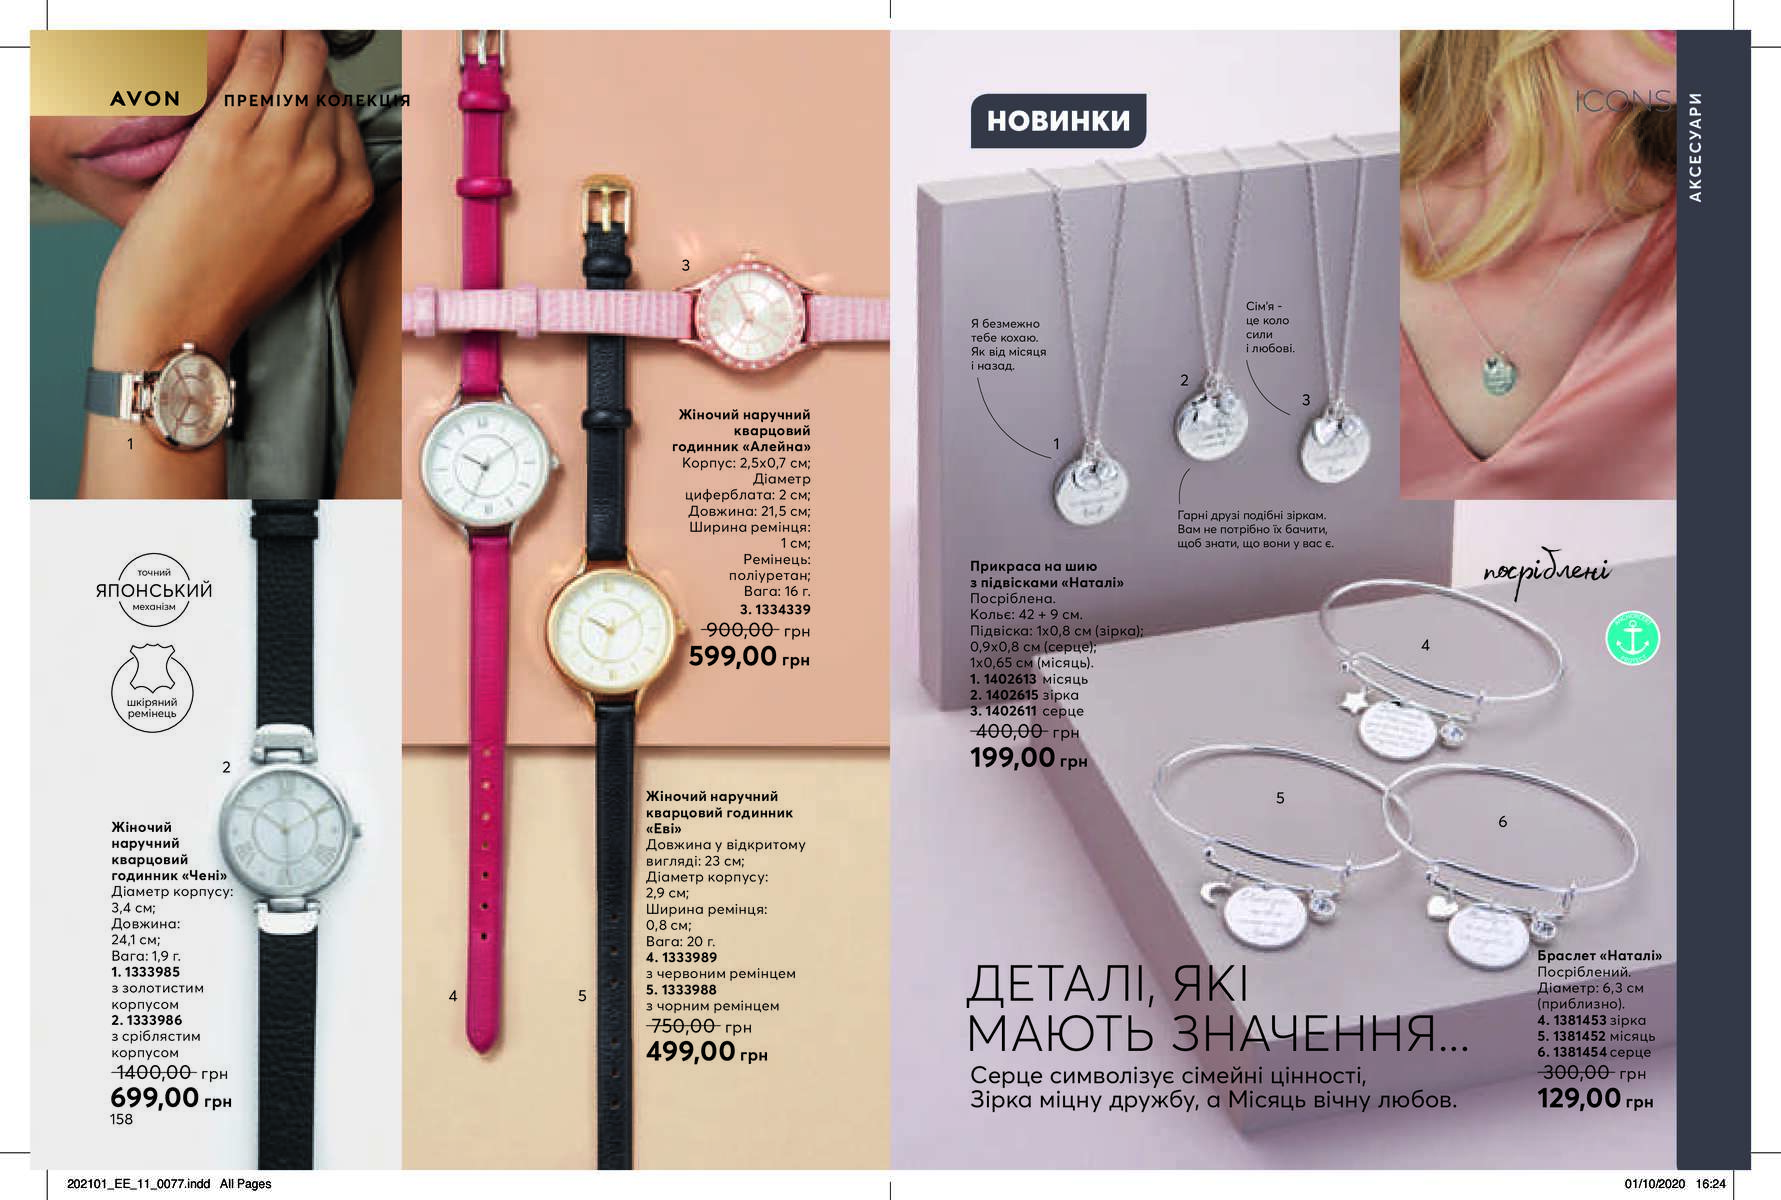 AVON
ПРЕМІУМ КОЛЕКЦІЯ
1
точний
ЯПОНСЬКИЙ
механізм
шкіряний
ремінець
2
Жіночий
наручний
кварцовий
годинник «Чені»
Діаметр корпусу:
3,4 см;
Довжина:
24,1 см;
Вага: 1,9 г.
1. 1333985
з золотистим
корпусом
2. 1333986
з сріблястим
корпусом
1400,00 грн
699,00 грн
158
3
Жіночий наручний
кварцовий
годинник «Алейна»
Корпус: 2,5x0,7 см;
Діаметр
циферблата: 2 см;
Довжина: 21,5 см;
Ширина ремінця:
1 см;
Ремінець:
поліуретан;
Вага: 16 г.
3. 1334339
900,00 грн
599,00 грн
4
5
Жіночий наручний
кварцовий годинник
«Еві»
Довжина у відкритому
вигляді: 23 см;
Діаметр корпусу:
2,9 см;
Ширина ремінця:
0,8 см;
Вага: 20 г.
4. 1333989
з червоним ремінцем
5. 1333988
з чорним ремінцем
750,00 грн
499,00 грн
НОВИНКИ
ICONS
АКСЕСУАРИ
Я безмежно
тебе кохаю.
Як від місяця
і назад.
1
2
Сім'я -
це коло
сили
і любові.
3
Гарні друзі подібні зіркам.
Вам не потрібно їх бачити,
щоб знати, що вони у вас є.
Прикраса на шию
з підвісками «Наталі»
Посріблена.
Кольє: 42 + 9 см.
Підвіска: 1x0,8 см (зірка);
0,9x0,8 см (серце);
1x0,65 см (місяць).
1. 1402613 місяць
2. 1402615 зірка
3. 1402611 серце
400,00 грн
199,00 грн
посріблені
4
5
6
ДЕТАЛІ, ЯКІ
МАЮТЬ ЗНАЧЕННЯ...
Серце символізує сімейні цінності,
Зірка міцну дружбу, а Місяць вічну любов.
Браслет «Наталі»
Посріблений.
Діаметр: 6,3 см
(приблизно).
4. 1381453 зірка
5. 1381452 місяць
6. 1381454 серце
300,00 грн
129,00 грн
202101_EE_11_0077.indd All Pages
01/10/2020 16:24